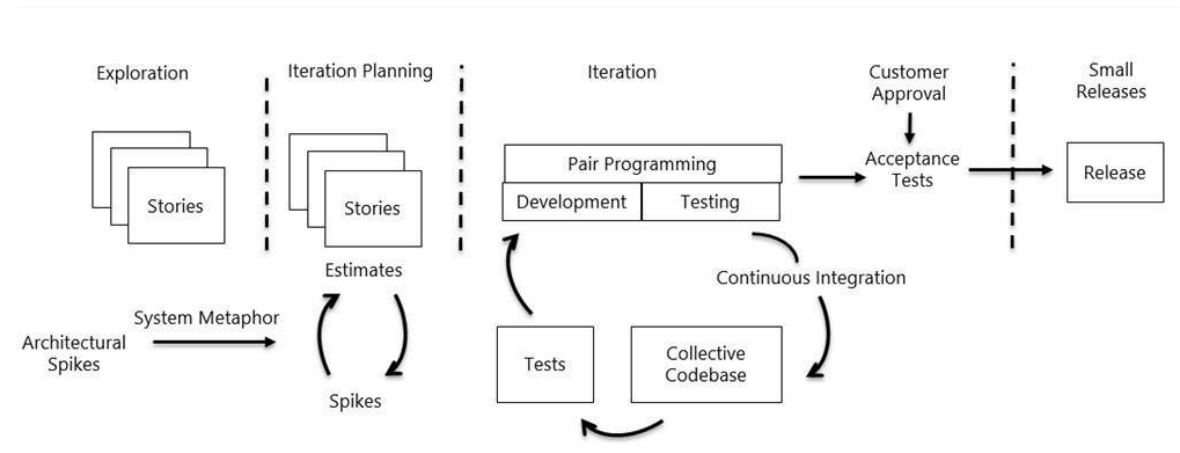 Exploration
Iteration Planning
Iteration
Customer
Approval
Small
Releases
Stories
Stories
Pair Programming
Development
Testing
Acceptance
Tests
Release
Estimates
Continuous Integration
System Metaphor
Architectural
Spikes
Spikes
Tests
Collective
Codebase